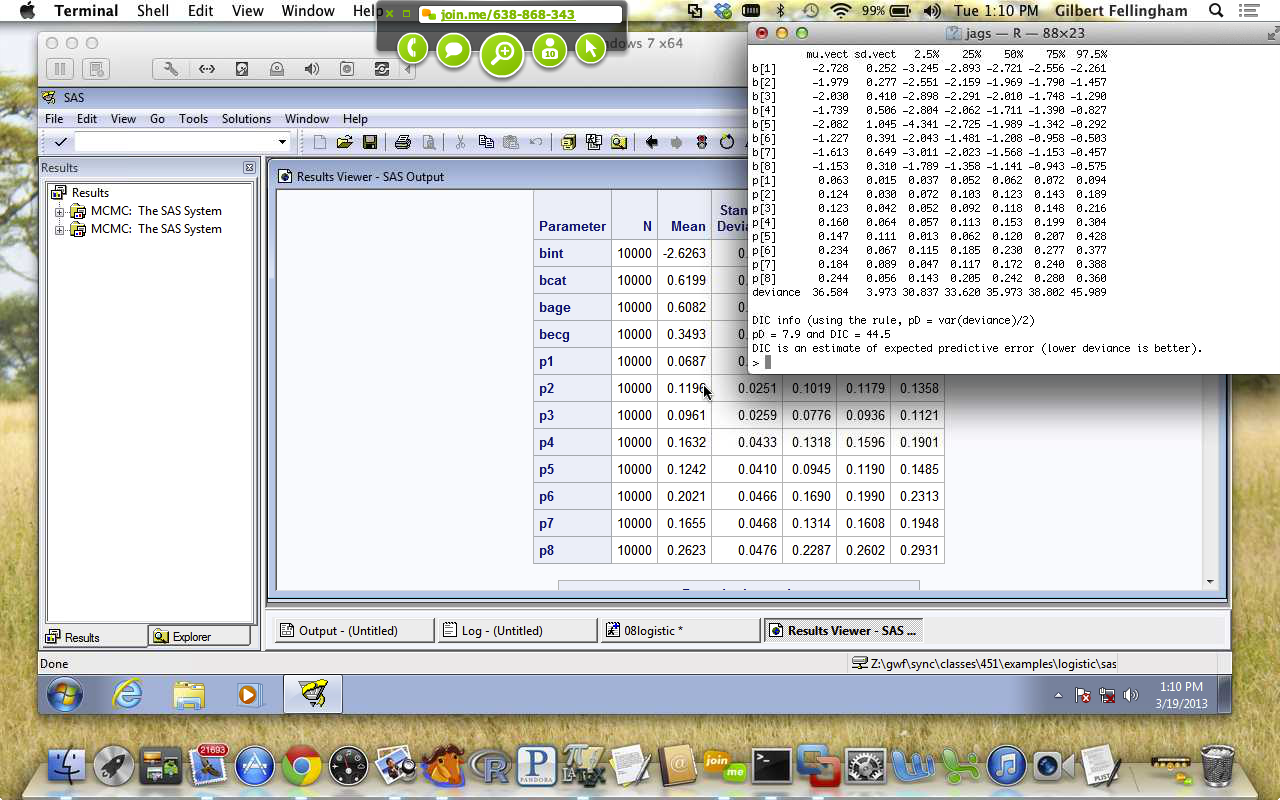 Terminal Shell Edit View Window Help
99% Tue 1:10 PM Gilbert Fellingham
join.me/638-868-343
10
dows 7 x64
jags — R — 88×23
mu.vect sd.vect 2.5% 25% 50% 75% 97.5%
b[1] -2.728 0.252 -3.245 -2.893 -2.721 -2.556 -2.261
b[2] -1.979 0.277 -2.551 -2.159 -1.969 -1.790 -1.457
b[3] -2.030 0.410 -2.898 -2.291 -2.010 -1.748 -1.290
b[4] -1.739 0.506 -2.804 -2.062 -1.711 -1.390 -0.827
b[5] -2.082 1.045 -4.341 -2.725 -1.989 -1.342 -0.292
b[6] -1.227 0.391 -2.043 -1.481 -1.208 -0.958 -0.503
b[7] -1.613 0.649 -3.011 -2.023 -1.568 -1.153 -0.457
b[8] -1.153 0.310 -1.789 -1.358 -1.141 -0.943 -0.575
p[1] 0.063 0.015 0.037 0.052 0.062 0.072 0.094
p[2] 0.124 0.030 0.072 0.103 0.123 0.143 0.189
p[3] 0.123 0.042 0.052 0.092 0.118 0.148 0.216
p[4] 0.160 0.064 0.057 0.113 0.153 0.199 0.304
p[5] 0.147 0.111 0.013 0.062 0.120 0.207 0.428
p[6] 0.234 0.067 0.115 0.185 0.230 0.277 0.377
p[7] 0.184 0.089 0.047 0.117 0.172 0.240 0.388
p[8] 0.244 0.056 0.143 0.205 0.242 0.280 0.360
deviance 36.584 3.973 30.837 33.620 35.973 38.802 45.989
DIC info (using the rule, pD = var(deviance)/2)
pD = 7.9 and DIC = 44.5
DIC is an estimate of expected predictive error (lower deviance is better).
>
SAS
File Edit View Go Tools Solutions Window Help
Results
Results
MCMC: The SAS System
MCMC: The SAS System
Results Viewer - SAS Output
Parameter N Mean Stan
Devia
bint 10000 -2.6263 0.
bcat 10000 0.6199 0.
bage 10000 0.6082 0.
becg 10000 0.3493 0.
p1 10000 0.0687 0.
p2 10000 0.1196 0.0251 0.1019 0.1179 0.1358
p3 10000 0.0961 0.0259 0.0776 0.0936 0.1121
p4 10000 0.1632 0.0433 0.1318 0.1596 0.1901
p5 10000 0.1242 0.0410 0.0945 0.1190 0.1485
p6 10000 0.2021 0.0466 0.1690 0.1990 0.2313
p7 10000 0.1655 0.0468 0.1314 0.1608 0.1948
p8 10000 0.2623 0.0476 0.2287 0.2602 0.2931
Results Explorer
Output - (Untitled) Log - (Untitled) 08logistic * Results Viewer - SAS ...
Done Z:\gwf\sync\classes\451\examples\logistic\sas
1:10 PM
3/19/2013
21693
R
P
PANDORA
TEX
join
me
PLIST